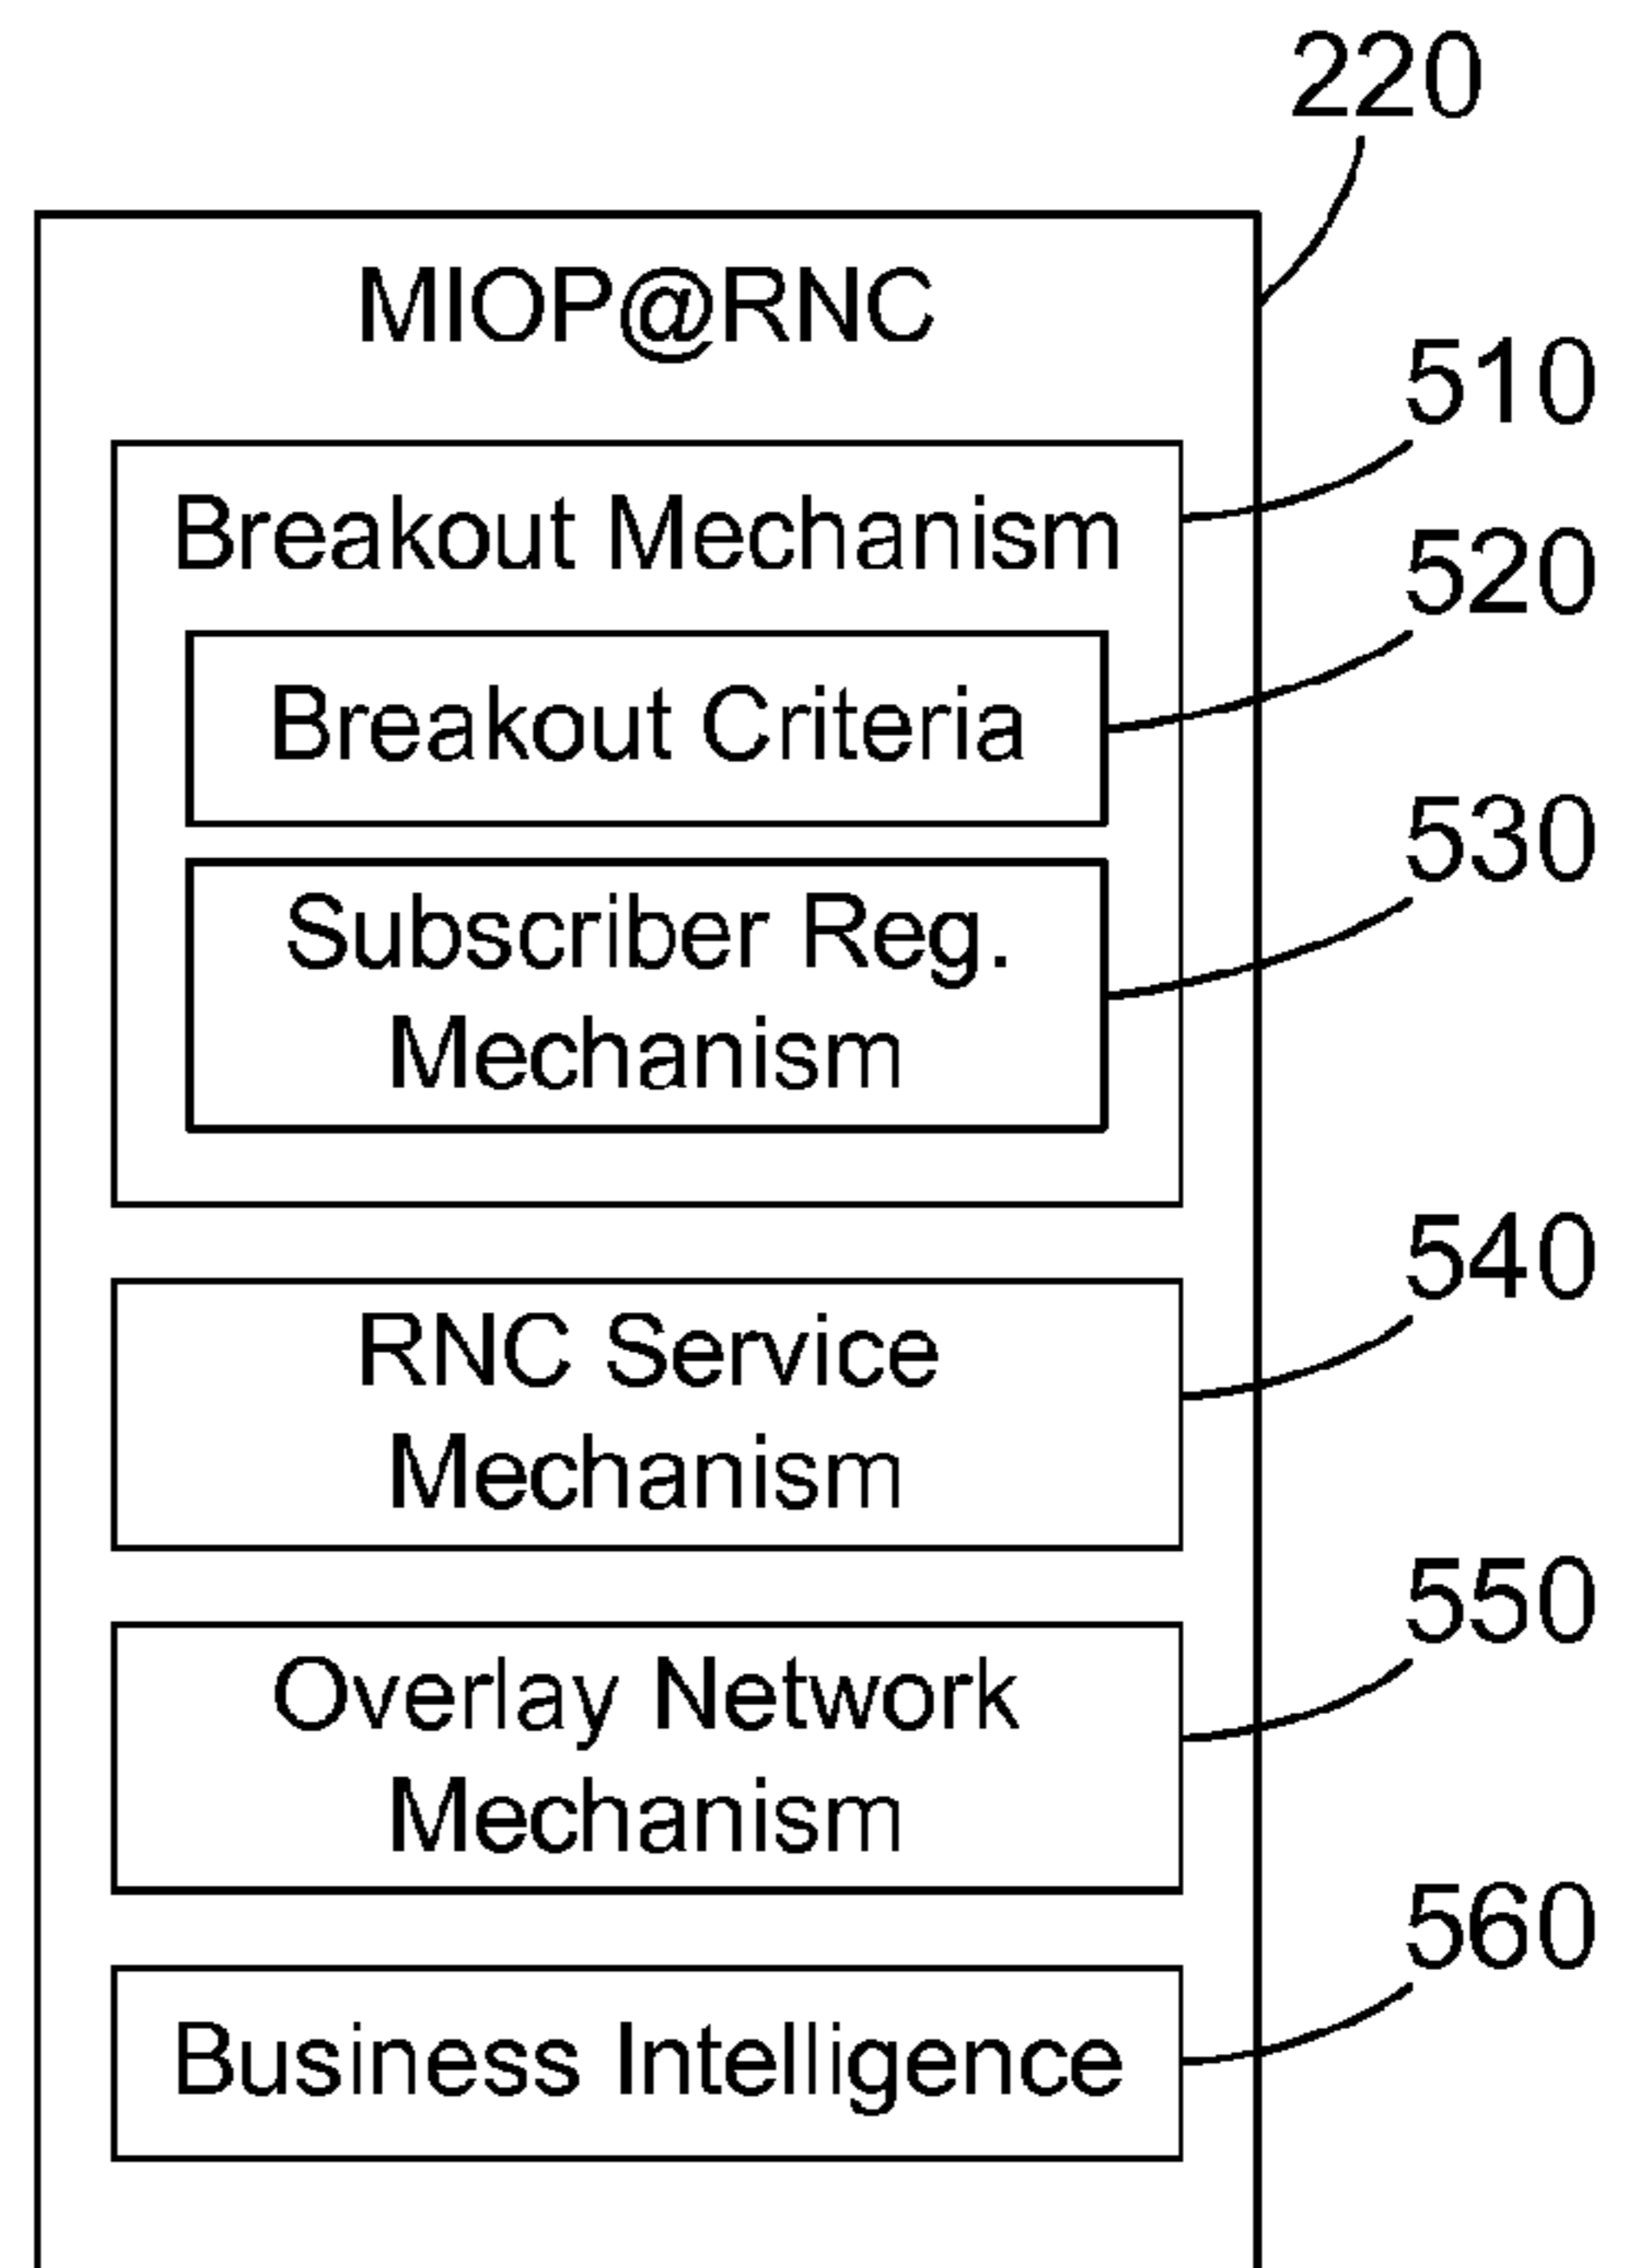 220
MIOP@RNC
510
Breakout Mechanism
520
Breakout Criteria
530
Subscriber Reg.
Mechanism
540
RNC Service
Mechanism
550
Overlay Network
Mechanism
560
Business Intelligence